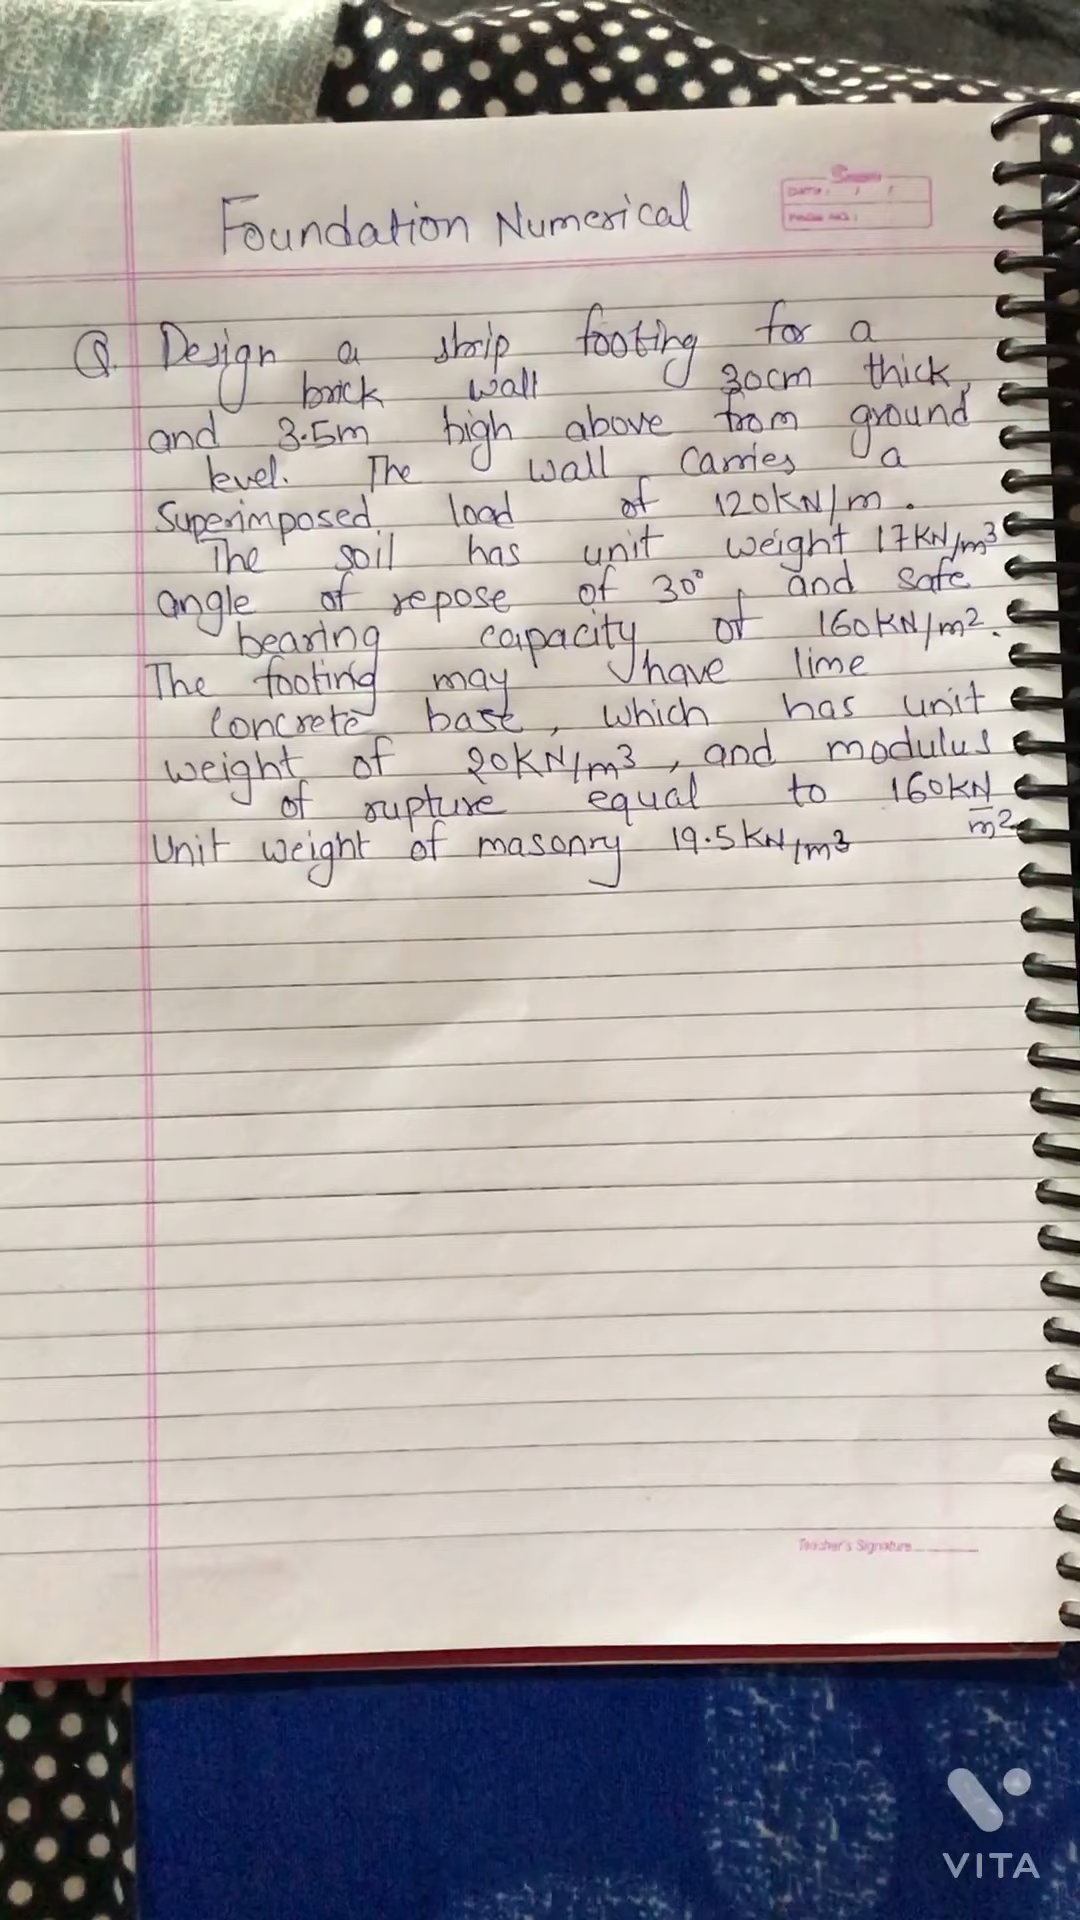 Foundation Numerical
DATE: / /
PAGE NO.:
Q. Design a strip footing for a
brick wall 30cm thick,
and 3.5m high above from ground
level. The wall carries a
Superimposed load of 120KN/m.
The soil has unit weight 17KN/m3
angle of repose of 30°, and safe
bearing capacity of 160KN/m2.
The footing may have lime
concrete base, which has unit
weight of 20KN/m3, and modulus
of rupture equal to 160KN/m2
Unit weight of masonry 19.5KN/m3
Teacher's Signature
VITA